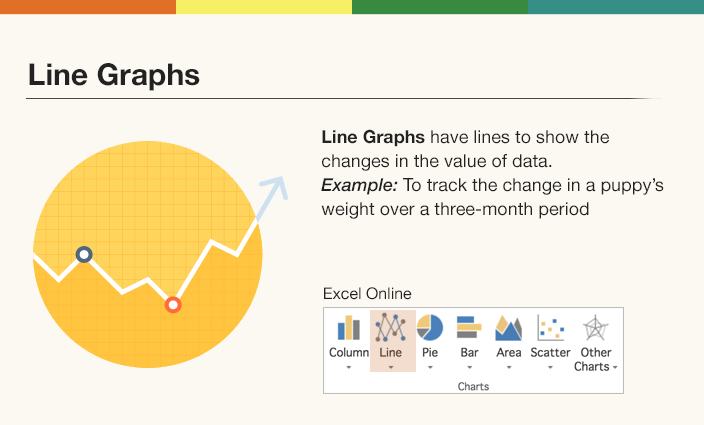 Line Graphs
Line Graphs have lines to show the
changes in the value of data.
Example: To track the change in a puppy’s
weight over a three-month period
Excel Online
Column Line Pie Bar Area Scatter Other
Charts
Charts